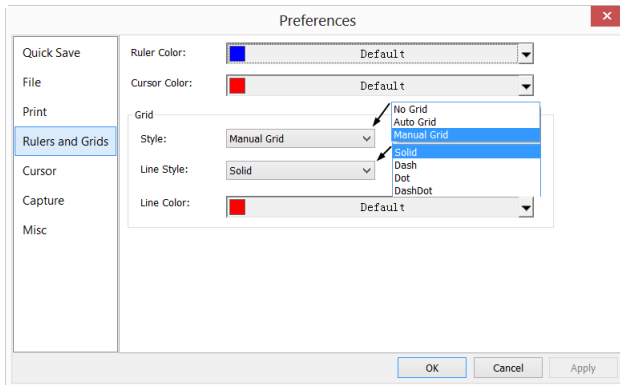 Preferences
×
Quick Save
File
Print
Rulers and Grids
Cursor
Capture
Misc
Ruler Color:
Default
Cursor Color:
Default
Grid
Style:
Manual Grid
No Grid
Auto Grid
Manual Grid
Line Style:
Solid
Solid
Dash
Dot
DashDot
Line Color:
Default
OK
Cancel
Apply